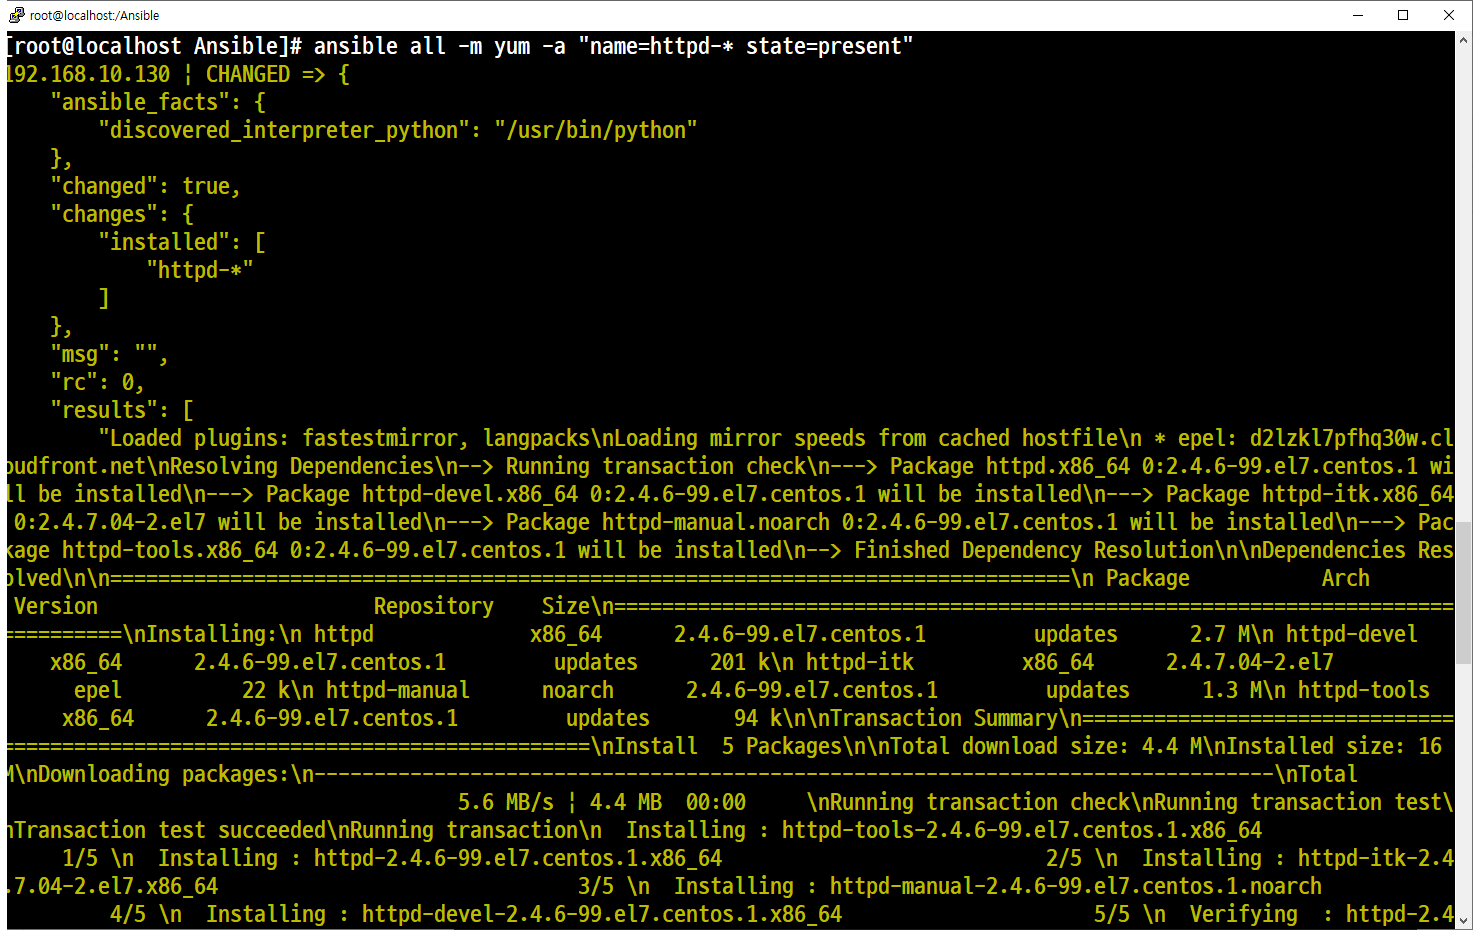 root@localhost:/Ansible
[root@localhost Ansible]# ansible all -m yum -a "name=httpd-* state=present"
192.168.10.130 | CHANGED => {
    "ansible_facts": {
        "discovered_interpreter_python": "/usr/bin/python"
    },
    "changed": true,
    "changes": {
        "installed": [
            "httpd-*"
        ]
    },
    "msg": "",
    "rc": 0,
    "results": [
        "Loaded plugins: fastestmirror, langpacks\nLoading mirror speeds from cached hostfile\n * epel: d2lzkl7pfhq30w.cl
oudfront.net\nResolving Dependencies\n--> Running transaction check\n---> Package httpd.x86_64 0:2.4.6-99.el7.centos.1 wi
ll be installed\n---> Package httpd-devel.x86_64 0:2.4.6-99.el7.centos.1 will be installed\n---> Package httpd-itk.x86_64
 0:2.4.7.04-2.el7 will be installed\n---> Package httpd-manual.noarch 0:2.4.6-99.el7.centos.1 will be installed\n---> Pac
kage httpd-tools.x86_64 0:2.4.6-99.el7.centos.1 will be installed\n--> Finished Dependency Resolution\n\nDependencies Res
olved\n\n================================================================================\n Package           Arch
 Version                       Repository    Size\n======================================================================
==========\nInstalling:\n httpd             x86_64      2.4.6-99.el7.centos.1         updates      2.7 M\n httpd-devel
    x86_64      2.4.6-99.el7.centos.1         updates      201 k\n httpd-itk         x86_64      2.4.7.04-2.el7
      epel          22 k\n httpd-manual      noarch      2.4.6-99.el7.centos.1         updates      1.3 M\n httpd-tools
     x86_64      2.4.6-99.el7.centos.1         updates       94 k\n\nTransaction Summary\n===============================
=================================================\nInstall  5 Packages\n\nTotal download size: 4.4 M\nInstalled size: 16
M\nDownloading packages:\n--------------------------------------------------------------------------------\nTotal
                                      5.6 MB/s | 4.4 MB  00:00     \nRunning transaction check\nRunning transaction test\
nTransaction test succeeded\nRunning transaction\n  Installing : httpd-tools-2.4.6-99.el7.centos.1.x86_64
     1/5 \n  Installing : httpd-2.4.6-99.el7.centos.1.x86_64                           2/5 \n  Installing : httpd-itk-2.4
.7.04-2.el7.x86_64                              3/5 \n  Installing : httpd-manual-2.4.6-99.el7.centos.1.noarch
         4/5 \n  Installing : httpd-devel-2.4.6-99.el7.centos.1.x86_64                     5/5 \n  Verifying  : httpd-2.4